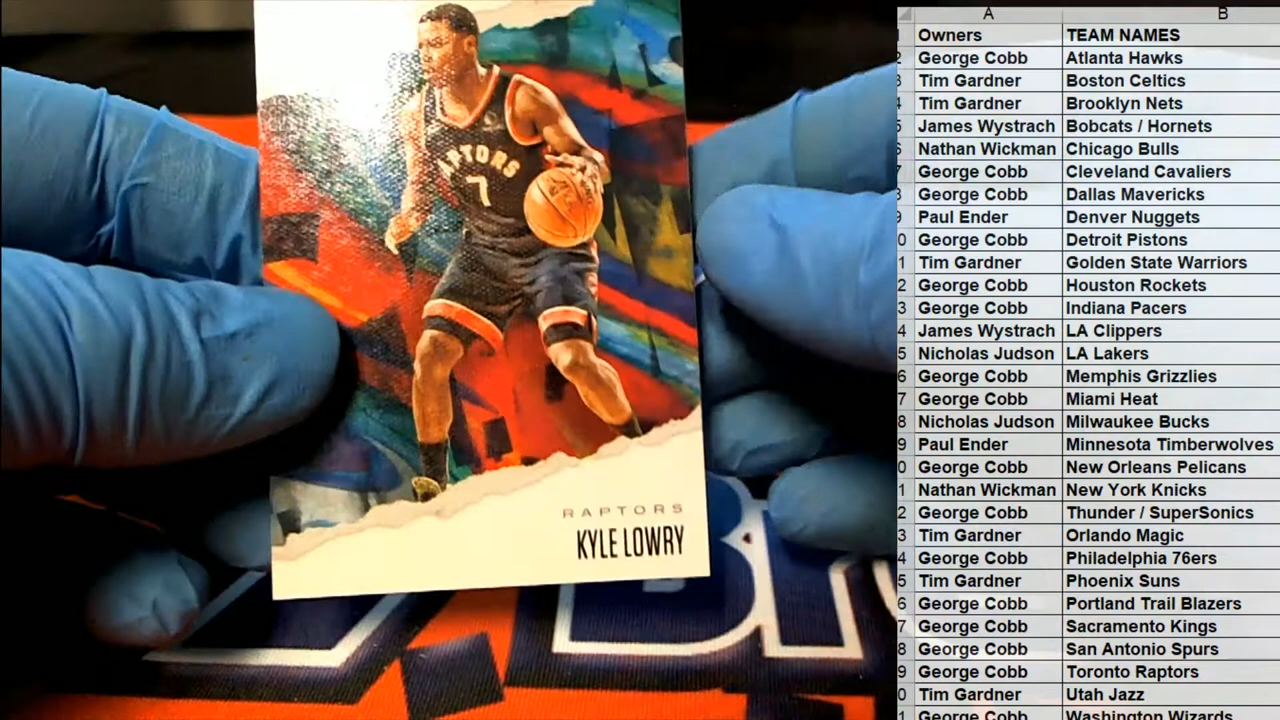 RAPTORS
7
RAPTORS
KYLE LOWRY
A B
Owners TEAM NAMES
George Cobb Atlanta Hawks
Tim Gardner Boston Celtics
Tim Gardner Brooklyn Nets
James Wystrach Bobcats / Hornets
Nathan Wickman Chicago Bulls
George Cobb Cleveland Cavaliers
George Cobb Dallas Mavericks
Paul Ender Denver Nuggets
George Cobb Detroit Pistons
Tim Gardner Golden State Warriors
George Cobb Houston Rockets
George Cobb Indiana Pacers
James Wystrach LA Clippers
Nicholas Judson LA Lakers
George Cobb Memphis Grizzlies
George Cobb Miami Heat
Nicholas Judson Milwaukee Bucks
Paul Ender Minnesota Timberwolves
George Cobb New Orleans Pelicans
Nathan Wickman New York Knicks
George Cobb Thunder / SuperSonics
Tim Gardner Orlando Magic
George Cobb Philadelphia 76ers
Tim Gardner Phoenix Suns
George Cobb Portland Trail Blazers
George Cobb Sacramento Kings
George Cobb San Antonio Spurs
George Cobb Toronto Raptors
Tim Gardner Utah Jazz
George Cobb Washington Wizards